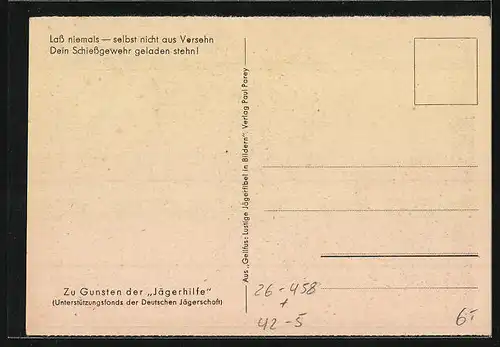 Laß niemals — selbst nicht aus Versehn
Dein Schießgewehr geladen stehn!
Aus „Gellfus: Lustige Jägerfibel in Bildern“, Verlag Paul Parey
Zu Gunsten der „Jägerhilfe“
(Unterstützungsfonds der Deutschen Jägerschaft)
26-458
+
42-5
6,-